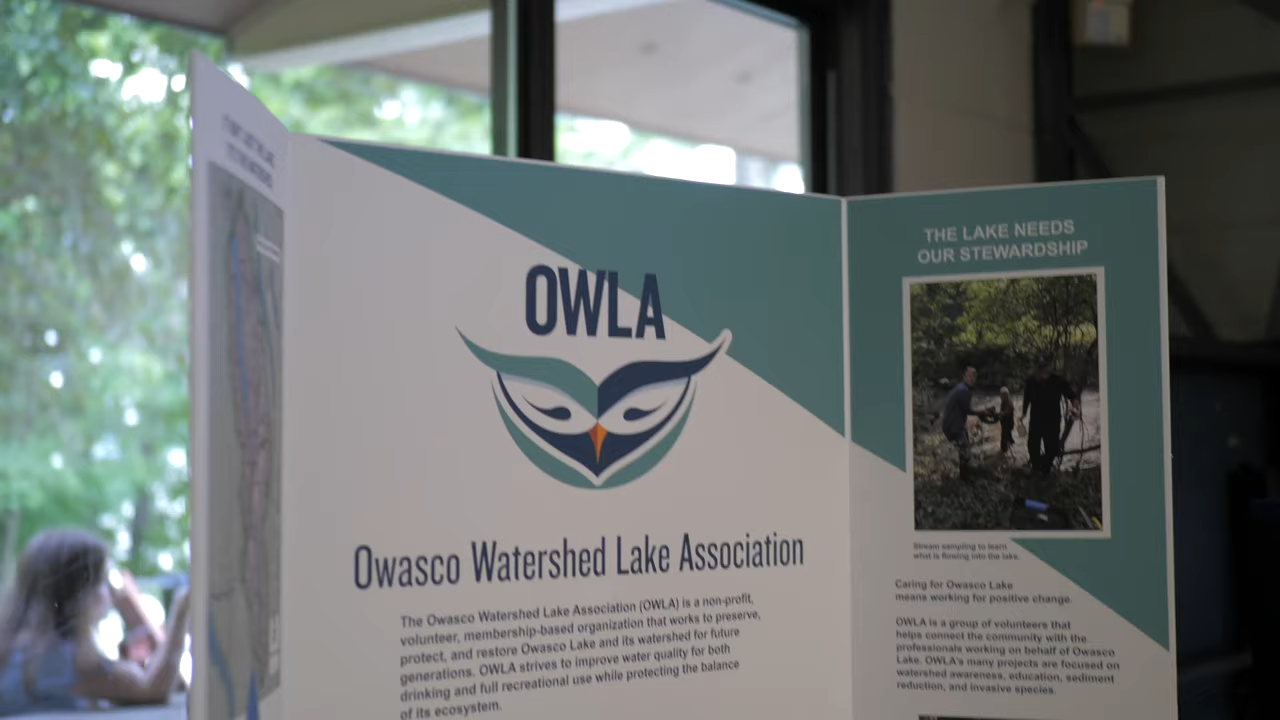 OWLA
Owasco Watershed Lake Association
The Owasco Watershed Lake Association (OWLA) is a non-profit,
volunteer, membership-based organization that works to preserve,
protect, and restore Owasco Lake and its watershed for future
generations. OWLA strives to improve water quality for both
drinking and full recreational use while protecting the balance
of its ecosystem.
THE LAKE NEEDS
OUR STEWARDSHIP
Stream sampling to learn
what is flowing into the lake.
Caring for Owasco Lake
means working for positive change.
OWLA is a group of volunteers that
helps connect the community with the
professionals working on behalf of Owasco
Lake. OWLA's many projects are focused on
watershed awareness, education, sediment
reduction, and invasive species.